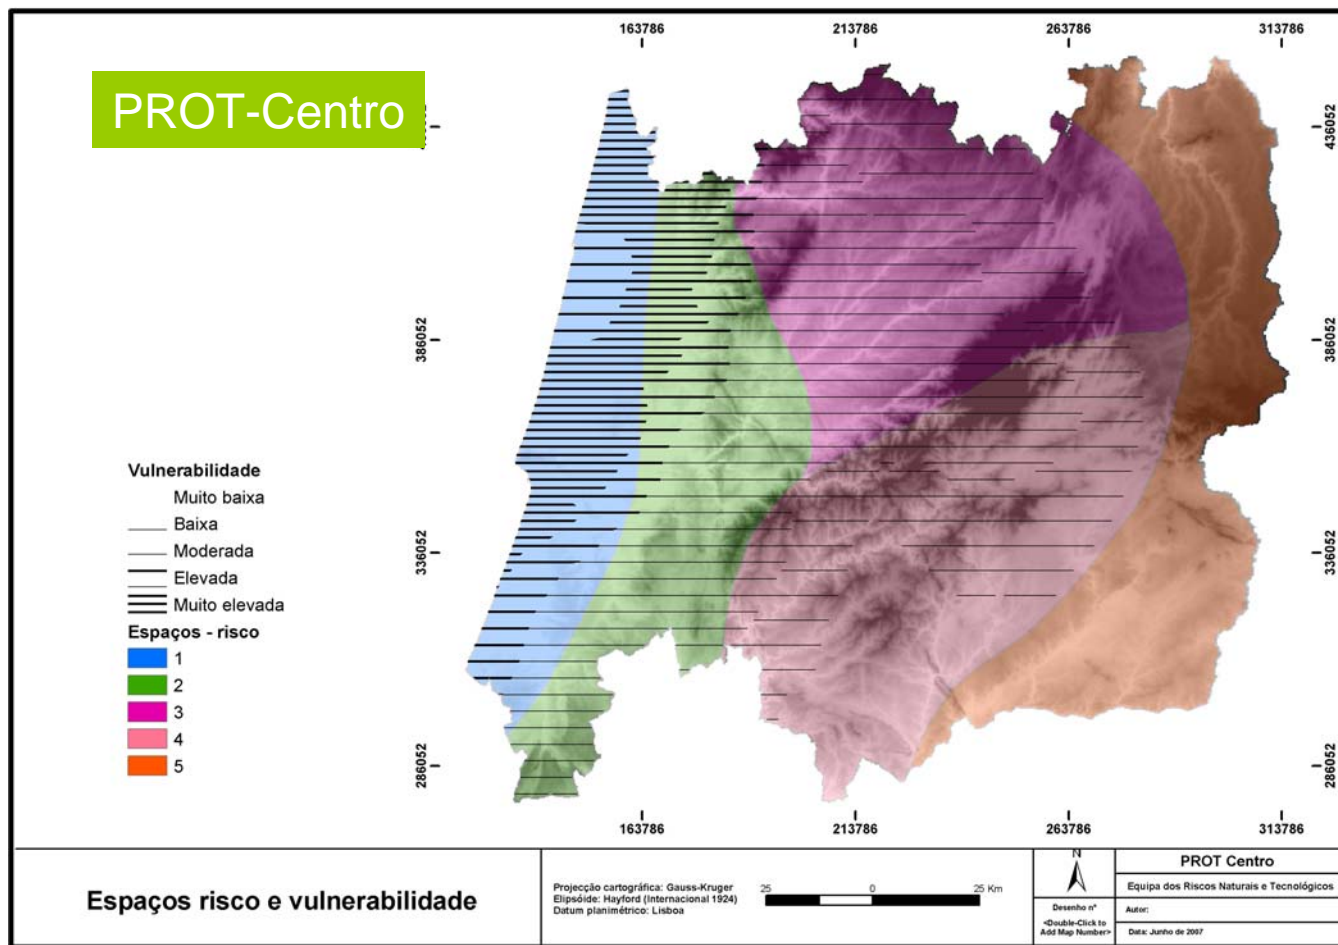 163786 213786 263786 313786
PROT-Centro
436052
386052 386052
Vulnerabilidade
Muito baixa
Baixa
Moderada
Elevada
Muito elevada
336052 336052
Espaços - risco
1
2
3
4
5
286052 286052
163786 213786 263786 313786
Espaços risco e vulnerabilidade
Projecção cartográfica: Gauss-Kruger
Elipsóide: Hayford (Internacional 1924)
Datum planimétrico: Lisboa
25 0 25 Km
N
Desenho nº
<Double-Click to
Add Map Number>
PROT Centro
Equipa dos Riscos Naturais e Tecnológicos
Autor:
Data: Junho de 2007